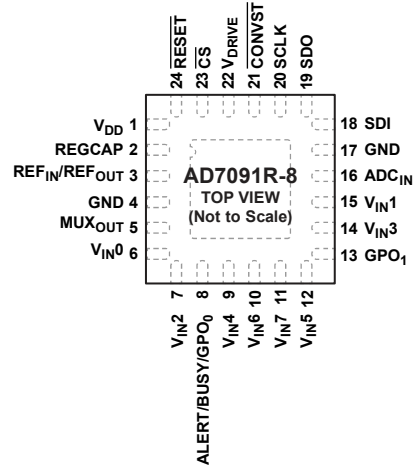 24 RESET
23 CS
22 VDRIVE
21 CONVST
20 SCLK
19 SDO
VDD 1
REGCAP 2
REFIN/REFOUT 3
GND 4
MUXOUT 5
VIN0 6
AD7091R-8
TOP VIEW
(Not to Scale)
18 SDI
17 GND
16 ADCIN
15 VIN1
14 VIN3
13 GPO1
VIN2 7
ALERT/BUSY/GPO0 8
VIN4 9
VIN6 10
VIN7 11
VIN5 12